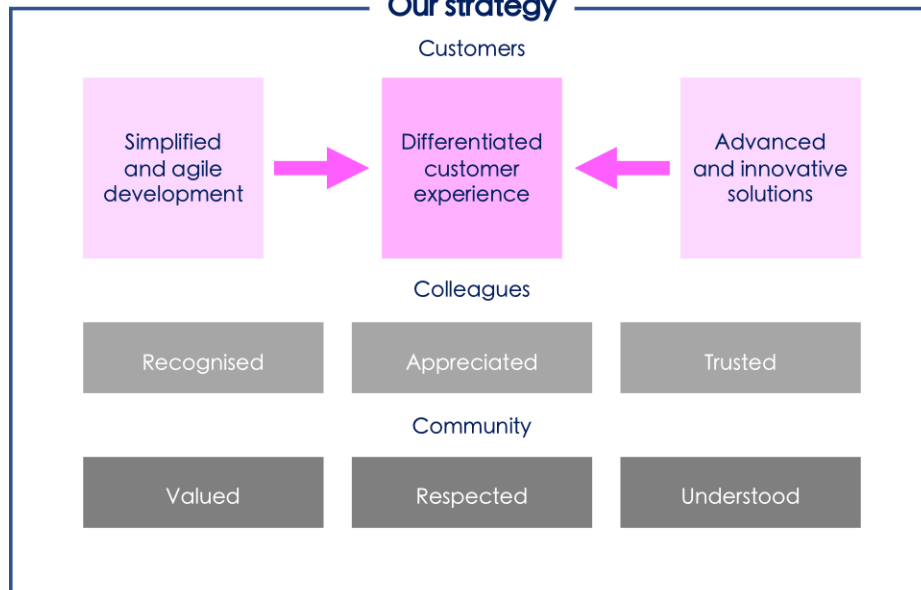 Our strategy
Customers
Simplified
and agile
development
Differentiated
customer
experience
Advanced
and innovative
solutions
Colleagues
Recognised
Appreciated
Trusted
Community
Valued
Respected
Understood